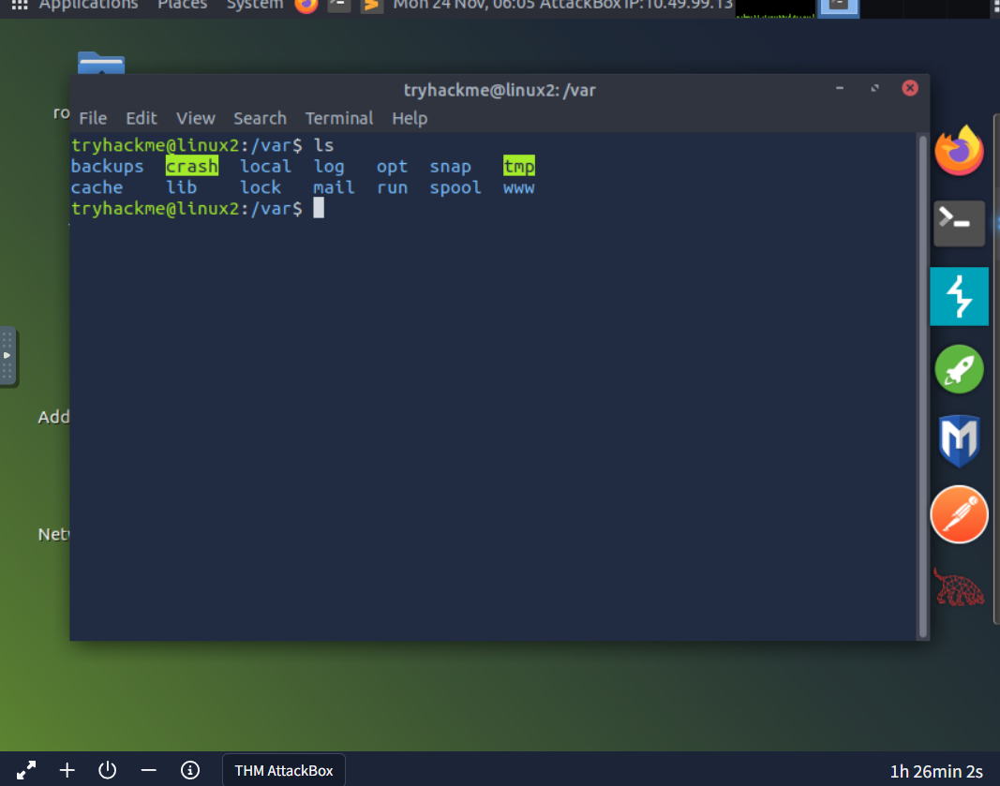 Applications Places System Mon 24 Nov, 06:05 AttackBox IP:10.49.99.13
tryhackme@linux2: /var
File Edit View Search Terminal Help
tryhackme@linux2:/var$ ls
backups crash local log opt snap tmp
cache lib lock mail run spool www
tryhackme@linux2:/var$
ro
Add
Net
THM AttackBox
1h 26min 2s